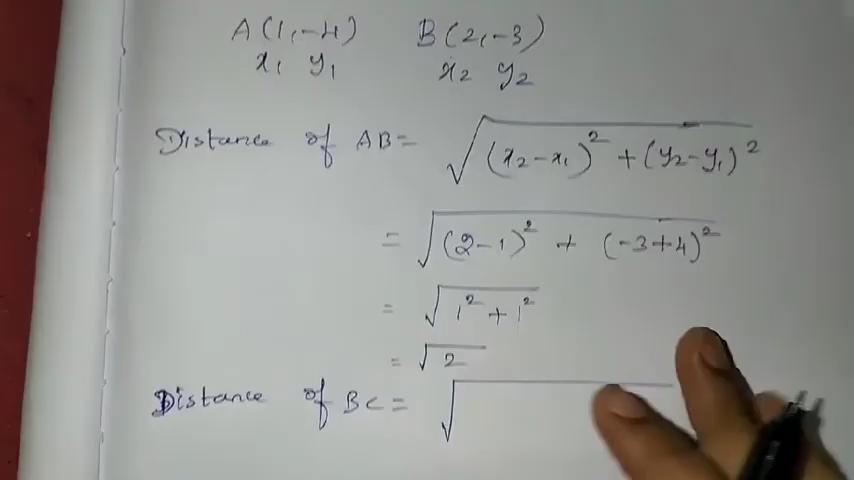 A(1,-4) B(2,-3)
x₁ y₁ x₂ y₂
Distance of AB= √(x₂-x₁)² +(y₂-y₁)²
= √(2-1)² + (-3+4)²
= √1² + 1²
= √2
Distance of BC = √